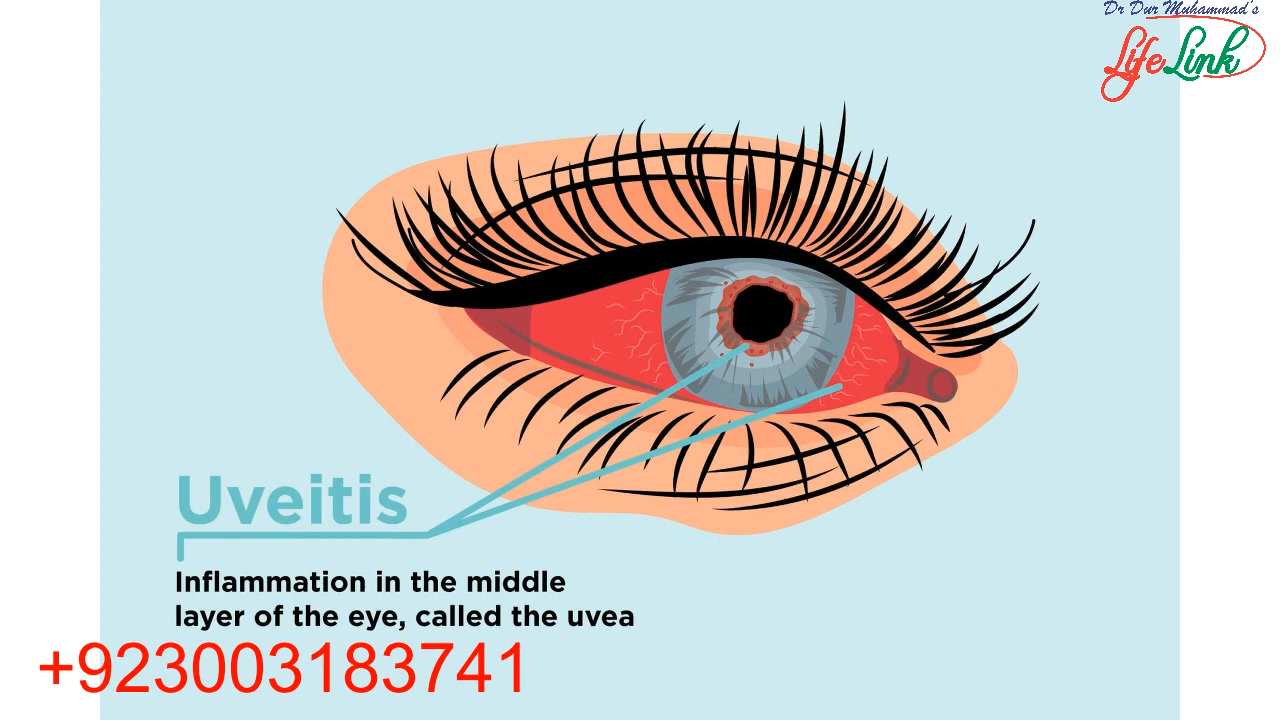 Dr Dur Muhammad's
LifeLink
Uveitis
Inflammation in the middle
layer of the eye, called the uvea
+923003183741